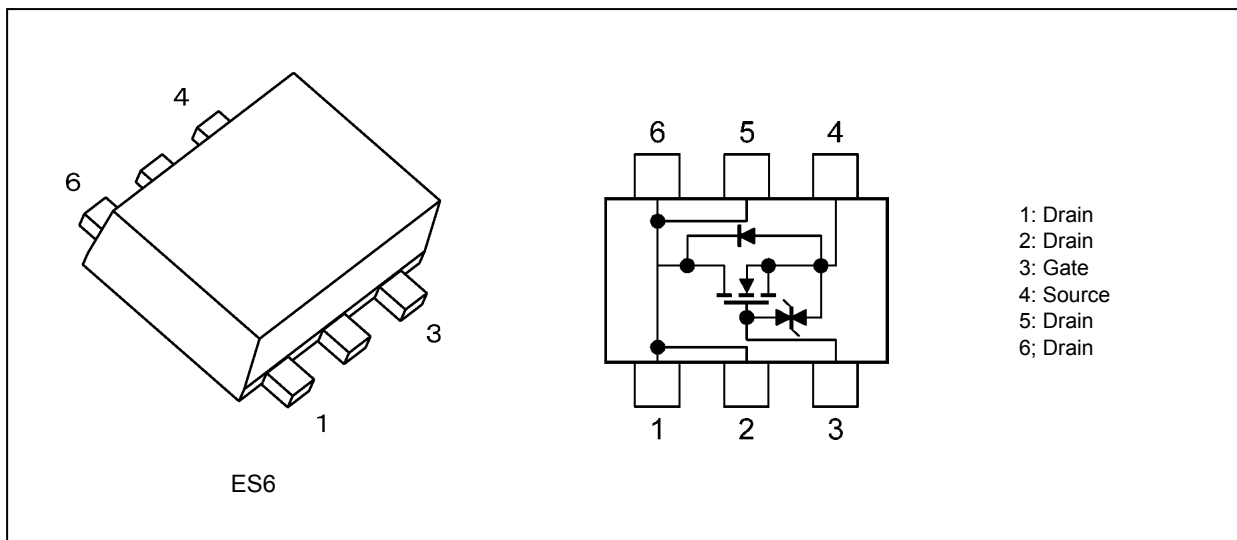 4
6
3
1
ES6
6 5 4
1 2 3
1: Drain
2: Drain
3: Gate
4: Source
5: Drain
6; Drain